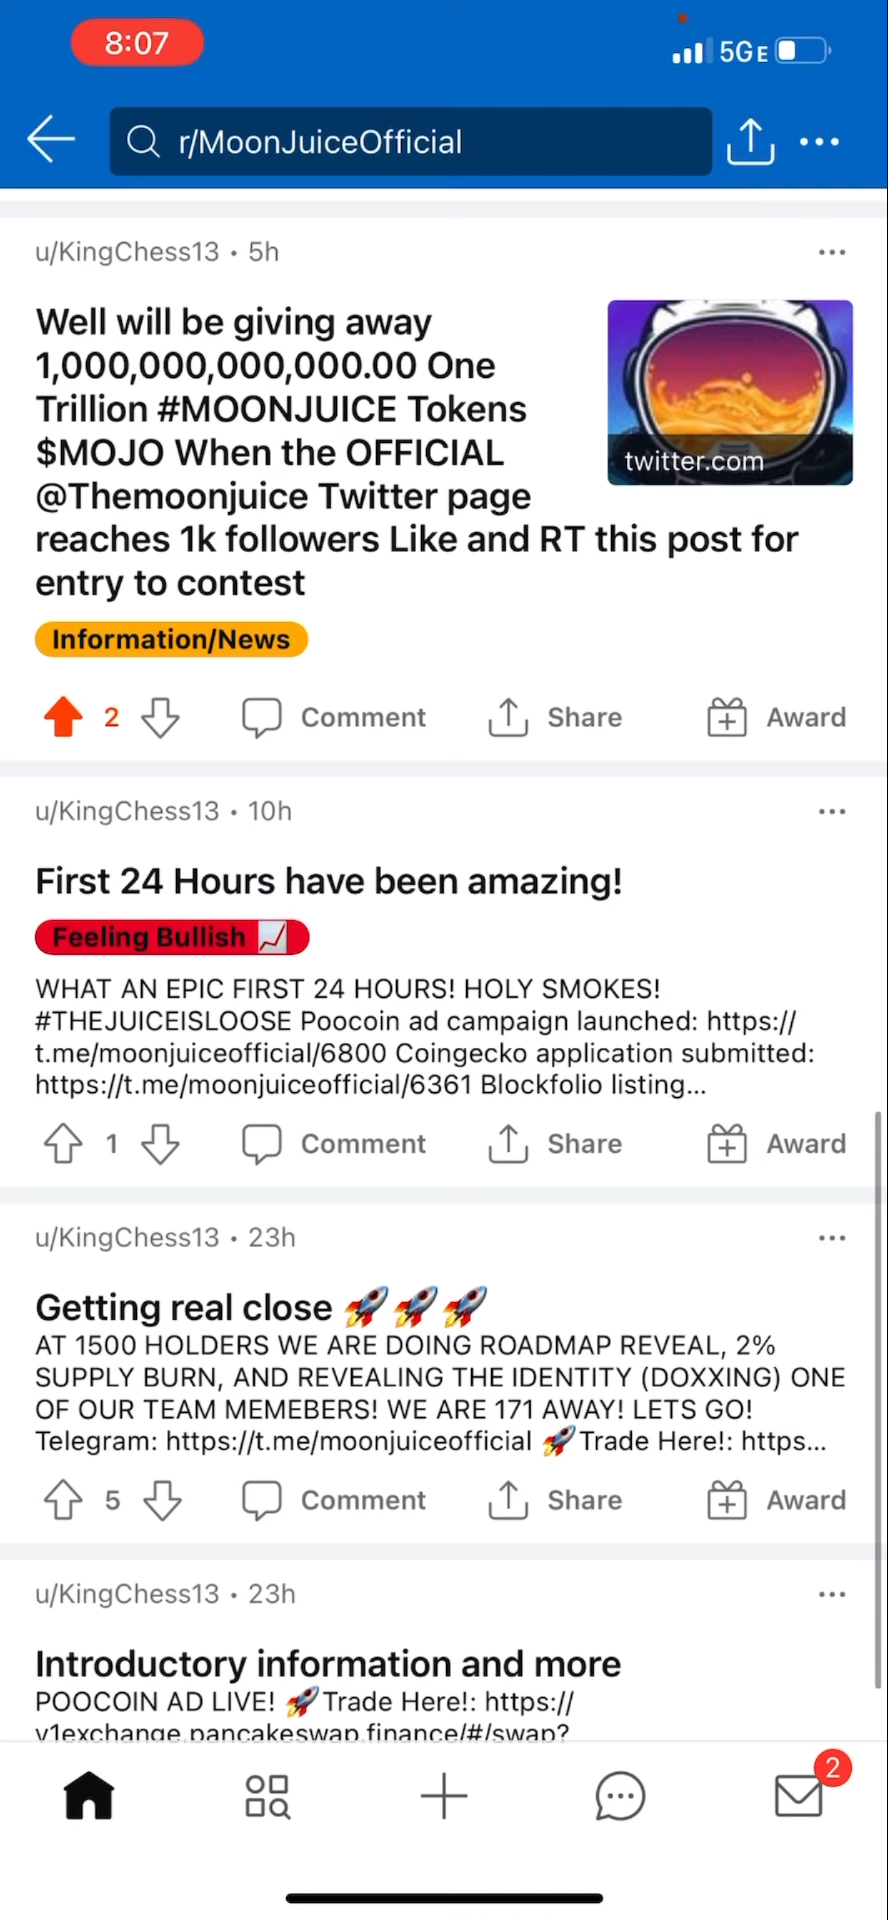 8:07
5GE
r/MoonJuiceOfficial
u/KingChess13 • 5h
Well will be giving away
1,000,000,000,000.00 One
Trillion #MOONJUICE Tokens
$MOJO When the OFFICIAL
@Themoonjuice Twitter page
reaches 1k followers Like and RT this post for
entry to contest
twitter.com
Information/News
2 Comment Share Award
u/KingChess13 • 10h
First 24 Hours have been amazing!
Feeling Bullish 📈
WHAT AN EPIC FIRST 24 HOURS! HOLY SMOKES!
#THEJUICEISLOOSE Poocoin ad campaign launched: https://
t.me/moonjuiceofficial/6800 Coingecko application submitted:
https://t.me/moonjuiceofficial/6361 Blockfolio listing...
1 Comment Share Award
u/KingChess13 • 23h
Getting real close 🚀🚀🚀
AT 1500 HOLDERS WE ARE DOING ROADMAP REVEAL, 2%
SUPPLY BURN, AND REVEALING THE IDENTITY (DOXXING) ONE
OF OUR TEAM MEMEBERS! WE ARE 171 AWAY! LETS GO!
Telegram: https://t.me/moonjuiceofficial 🚀Trade Here!: https...
5 Comment Share Award
u/KingChess13 • 23h
Introductory information and more
POOCOIN AD LIVE! 🚀Trade Here!: https://
v1exchange.pancakeswap.finance/#/swap?
2